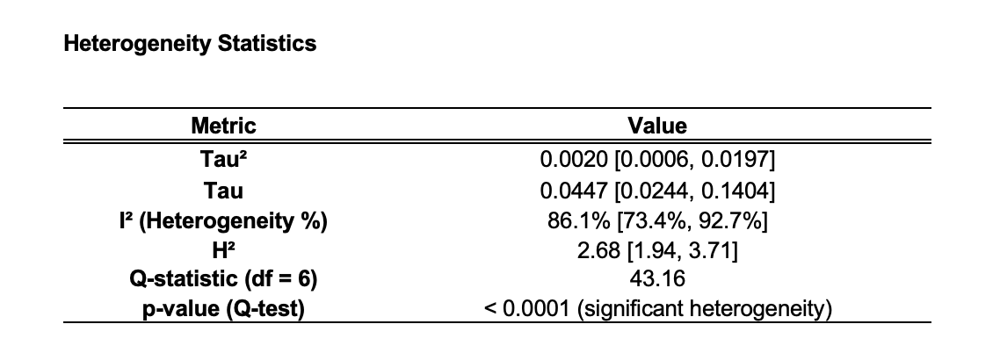 Heterogeneity Statistics
Metric Value
Tau² 0.0020 [0.0006, 0.0197]
Tau 0.0447 [0.0244, 0.1404]
I² (Heterogeneity %) 86.1% [73.4%, 92.7%]
H² 2.68 [1.94, 3.71]
Q-statistic (df = 6) 43.16
p-value (Q-test) < 0.0001 (significant heterogeneity)